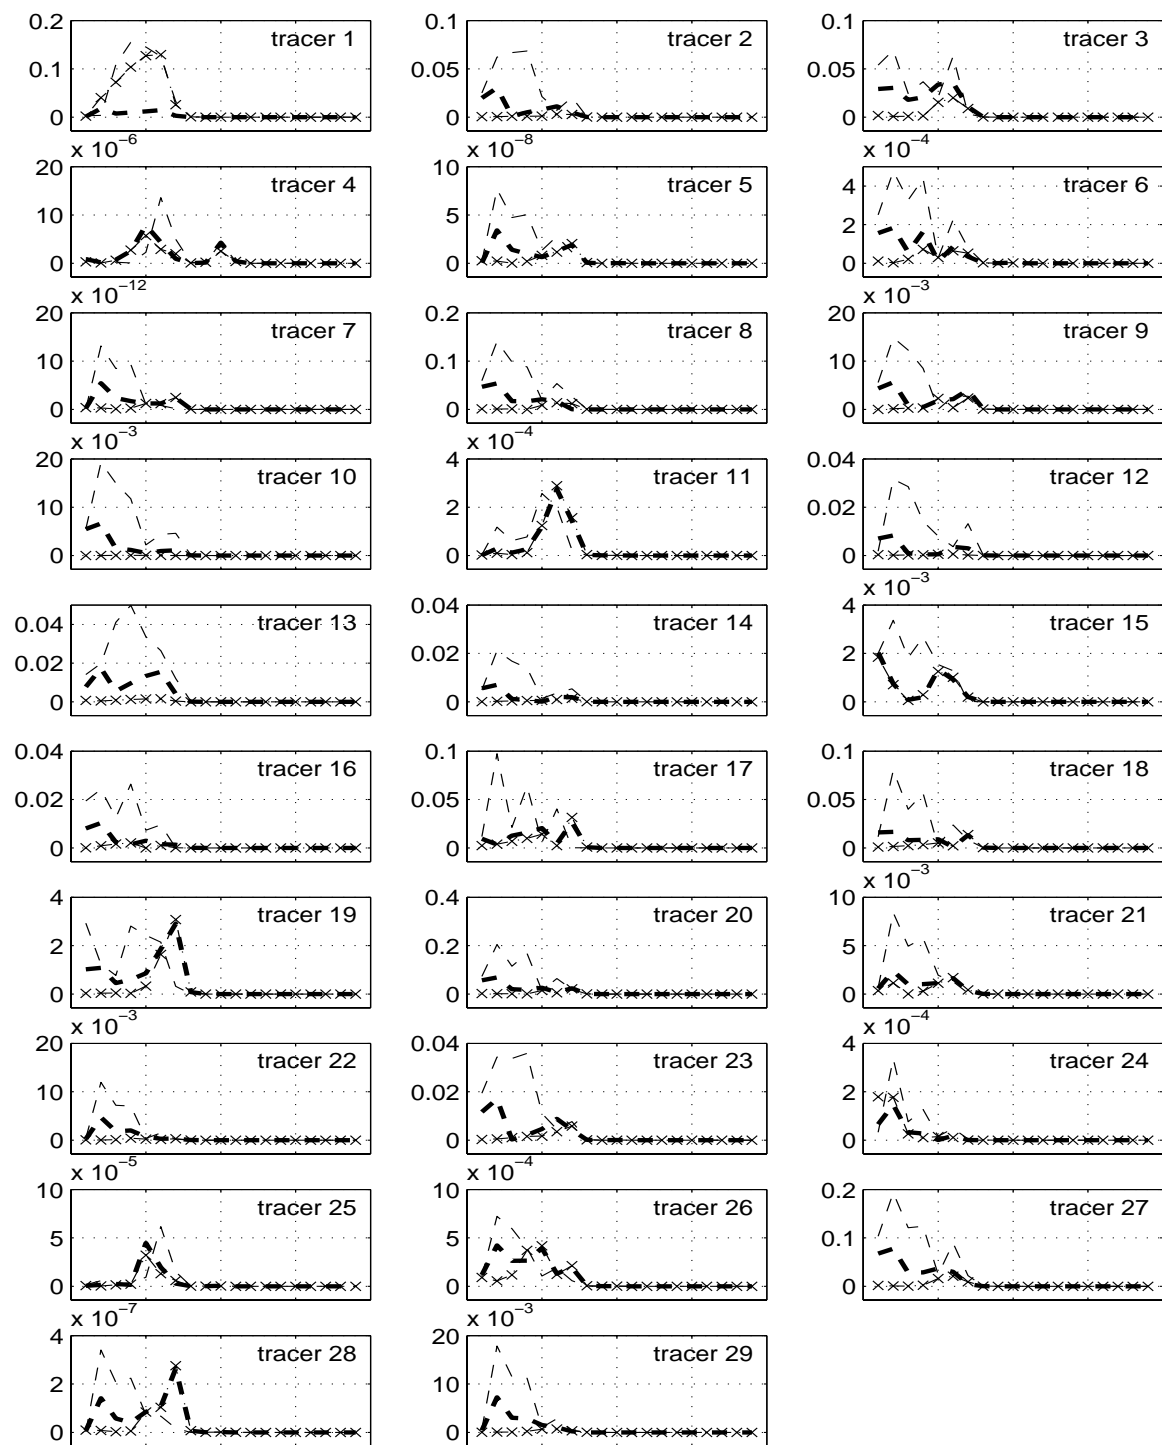 0.2
0.1
0
tracer 1
0.1
0.05
0
tracer 2
0.1
0.05
0
tracer 3
x 10^−6
20
10
0
tracer 4
x 10^−8
10
5
0
tracer 5
x 10^−4
4
2
0
tracer 6
x 10^−12
20
10
0
tracer 7
0.2
0.1
0
tracer 8
x 10^−3
20
10
0
tracer 9
x 10^−3
20
10
0
tracer 10
x 10^−4
4
2
0
tracer 11
0.04
0.02
0
tracer 12
0.04
0.02
0
tracer 13
0.04
0.02
0
tracer 14
x 10^−3
4
2
0
tracer 15
0.04
0.02
0
tracer 16
0.1
0.05
0
tracer 17
0.1
0.05
0
tracer 18
4
2
0
tracer 19
0.4
0.2
0
tracer 20
x 10^−3
10
5
0
tracer 21
x 10^−3
20
10
0
tracer 22
0.04
0.02
0
tracer 23
x 10^−4
4
2
0
tracer 24
x 10^−5
10
5
0
tracer 25
x 10^−4
10
5
0
tracer 26
0.2
0.1
0
tracer 27
x 10^−7
4
2
0
tracer 28
x 10^−3
20
10
0
tracer 29